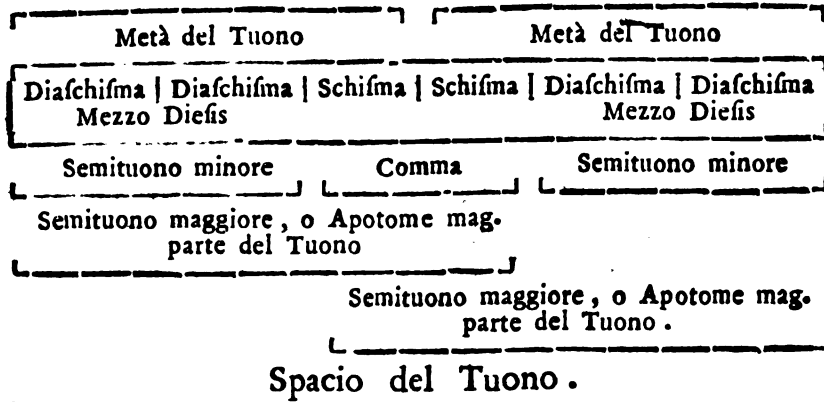 Metà del Tuono Metà del Tuono
Diaſchiſma | Diaſchiſma | Schiſma | Schiſma | Diaſchiſma | Diaſchiſma
Mezzo Dieſis Mezzo Dieſis
Semituono minore Comma Semituono minore
Semituono maggiore, o Apotome mag.
parte del Tuono
Semituono maggiore, o Apotome mag.
parte del Tuono.
Spacio del Tuono.